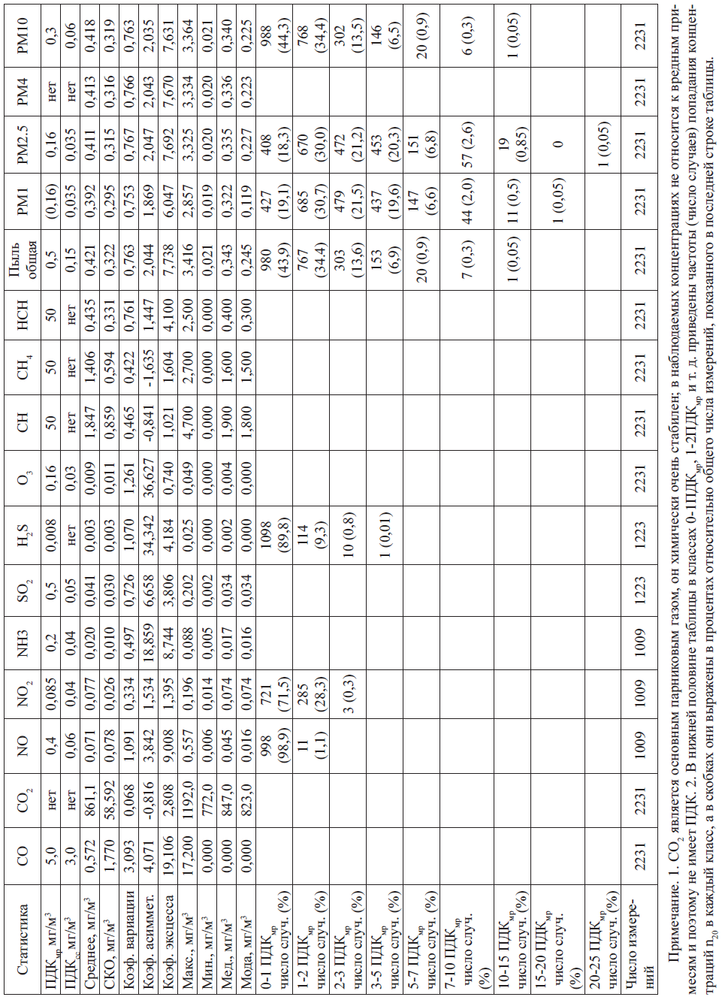 Статистика CO CO₂ NO NO₂ NH3 SO₂ H₂S O₃ CH CH₄ HCH Пыль общая PM1 PM2.5 PM4 PM10
ПДКмр мг/м³ 5,0 нет 0,4 0,085 0,2 0,5 0,008 0,16 50 50 50 0,5 (0,16) 0,16 нет 0,3
ПДКсс мг/м³ 3,0 нет 0,06 0,04 0,04 0,05 нет 0,03 нет нет нет 0,15 0,035 0,035 нет 0,06
Среднее, мг/м³ 0,572 861,1 0,071 0,077 0,020 0,041 0,003 0,009 1,847 1,406 0,435 0,421 0,392 0,411 0,413 0,418
СКО, мг/м³ 1,770 58,592 0,078 0,026 0,010 0,030 0,003 0,011 0,859 0,594 0,331 0,322 0,295 0,315 0,316 0,319
Коэф. вариации 3,093 0,068 1,091 0,334 0,497 0,726 1,070 1,261 0,465 0,422 0,761 0,763 0,753 0,767 0,766 0,763
Коэф. асиммет. 4,071 -0,816 3,842 1,534 18,859 6,658 34,342 36,627 -0,841 -1,635 1,447 2,044 1,869 2,047 2,043 2,035
Коэф. эксцесса 19,106 2,808 9,008 1,395 8,744 3,806 4,184 0,740 1,021 1,604 4,100 7,738 6,047 7,692 7,670 7,631
Макс., мг/м³ 17,200 1192,0 0,557 0,196 0,088 0,202 0,025 0,049 4,700 2,700 2,500 3,416 2,857 3,325 3,334 3,364
Мин., мг/м³ 0,000 772,0 0,006 0,014 0,005 0,002 0,000 0,000 0,000 0,000 0,000 0,021 0,019 0,020 0,020 0,021
Мед., мг/м³ 0,000 847,0 0,045 0,074 0,017 0,034 0,002 0,004 1,900 1,600 0,400 0,343 0,322 0,335 0,336 0,340
Мода, мг/м³ 0,000 823,0 0,016 0,074 0,016 0,034 0,000 0,000 1,800 1,500 0,300 0,245 0,119 0,227 0,223 0,225
0-1 ПДКмр 998 721 1098 980 427 408 988
число случ. (%) (98,9) (71,5) (89,8) (43,9) (19,1) (18,3) (44,3)
1-2 ПДКмр 11 285 114 767 685 670 768
число случ. (%) (1,1) (28,3) (9,3) (34.4) (30,7) (30,0) (34,4)
2-3 ПДКмр 303 479 472 302
число случ. (%) 3 (0,3) 10 (0,8) (13,6) (21,5) (21,2) (13,5)
3-5 ПДКмр 153 437 453 146
число случ. (%) 1 (0,01) (6,9) (19,6) (20,3) (6,5)
5-7 ПДКмр 147 151
число случ. (%) 20 (0,9) (6,6) (6,8) 20 (0,9)
7-10 ПДКмр
число случ. 7 (0,3) 44 (2,0) 57 (2,6) 6 (0,3)
(%)
10-15 ПДКмр 19
число случ. (%) 1 (0,05) 11 (0,5) (0,85) 1 (0,05)
15-20 ПДКмр
число случ. 1 (0,05) 0
(%)
20-25 ПДКмр
число случ. (%) 1 (0,05)
Число измере-
ний 2231 2231 1009 1009 1009 1223 1223 2231 2231 2231 2231 2231 2231 2231 2231 2231
Примечание. 1. CO₂ является основным парниковым газом, он химически очень стабилен; в наблюдаемых концентрациях не относится к вредным при-
месям и поэтому не имеет ПДК. 2. В нижней половине таблицы в классах 0-1ПДКмр, 1-2ПДКмр и т. д. приведены частоты (число случаев) попадания концен-
траций n₂₀ в каждый класс, а в скобках они выражены в процентах относительно общего числа измерений, показанного в последней строке таблицы.